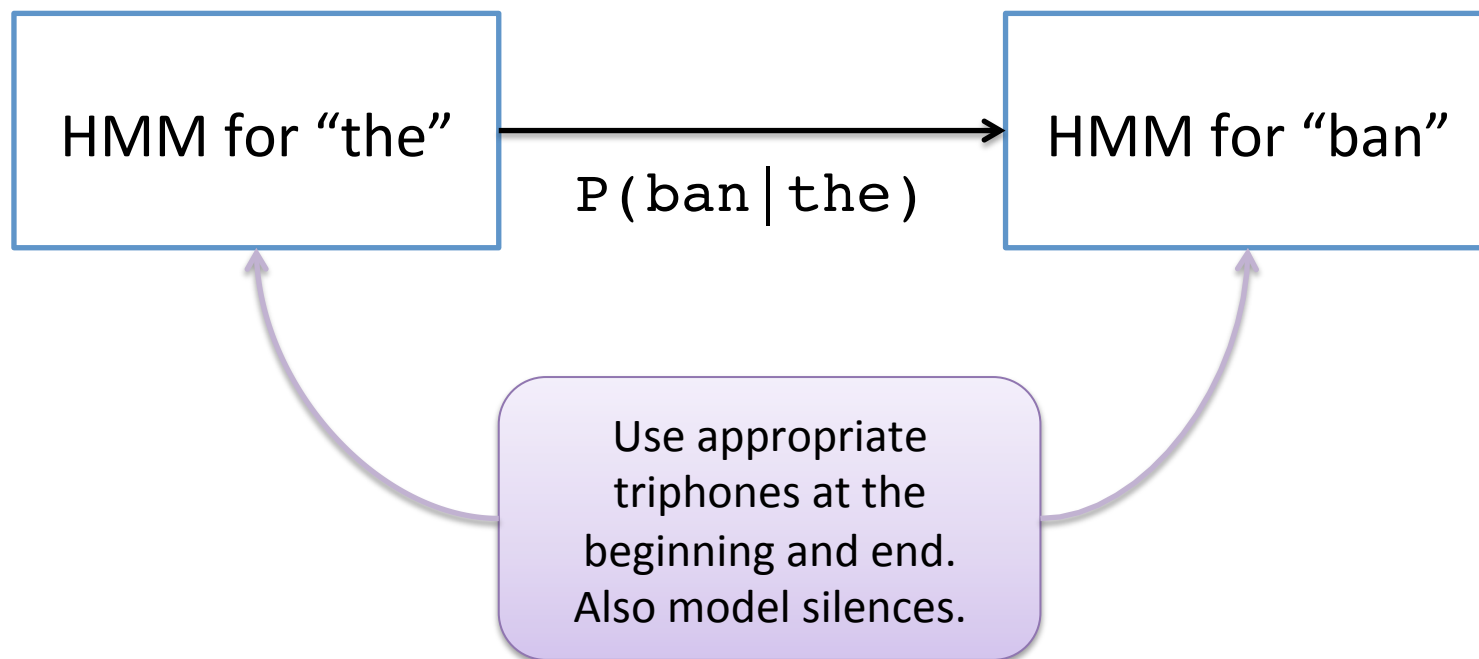 HMM for “the”
HMM for “ban”
P(ban|the)
Use appropriate
triphones at the
beginning and end.
Also model silences.